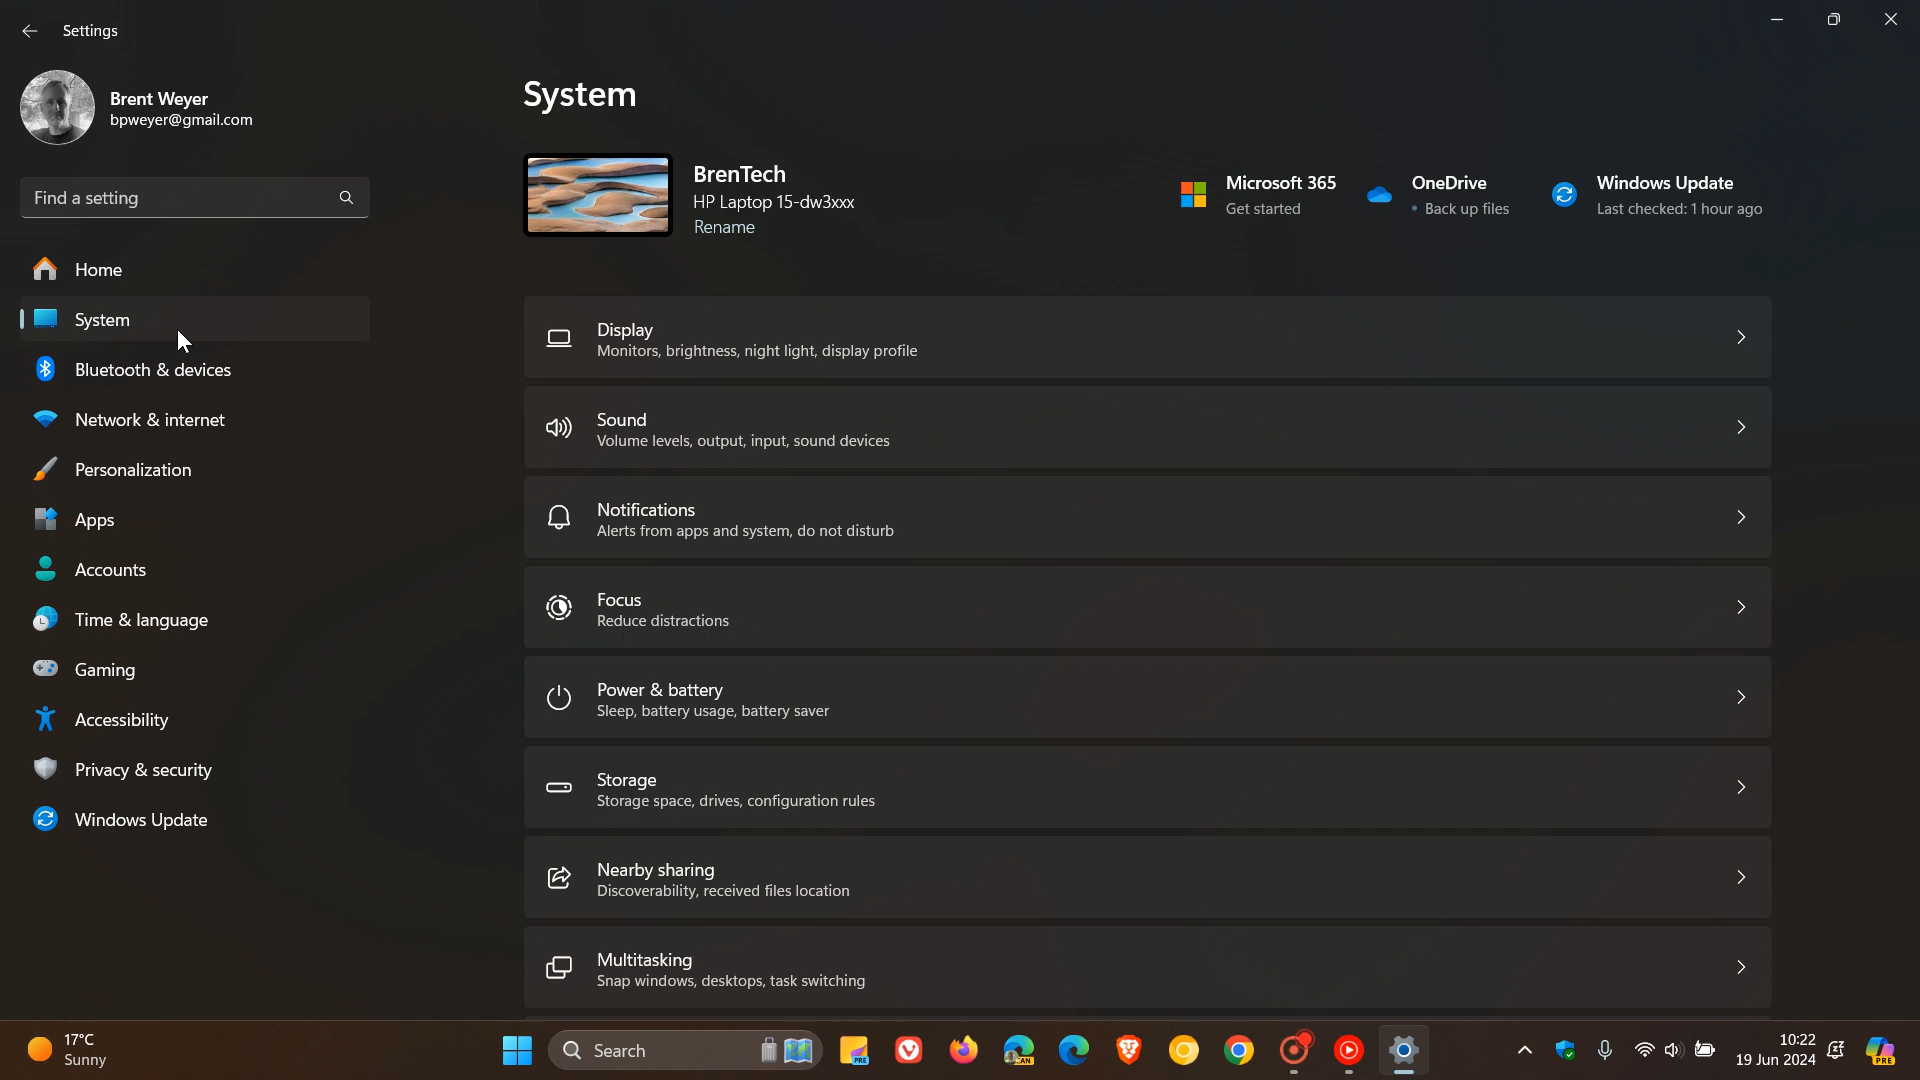 Settings
Brent Weyer
bpweyer@gmail.com
Find a setting
Home
System
Bluetooth & devices
Network & internet
Personalization
Apps
Accounts
Time & language
Gaming
Accessibility
Privacy & security
Windows Update
System
BrenTech
HP Laptop 15-dw3xxx
Rename
Microsoft 365
Get started
OneDrive
• Back up files
Windows Update
Last checked: 1 hour ago
Display
Monitors, brightness, night light, display profile
Sound
Volume levels, output, input, sound devices
Notifications
Alerts from apps and system, do not disturb
Focus
Reduce distractions
Power & battery
Sleep, battery usage, battery saver
Storage
Storage space, drives, configuration rules
Nearby sharing
Discoverability, received files location
Multitasking
Snap windows, desktops, task switching
17°C
Sunny
Search
PRE
CAN
10:22
19 Jun 2024
PRE